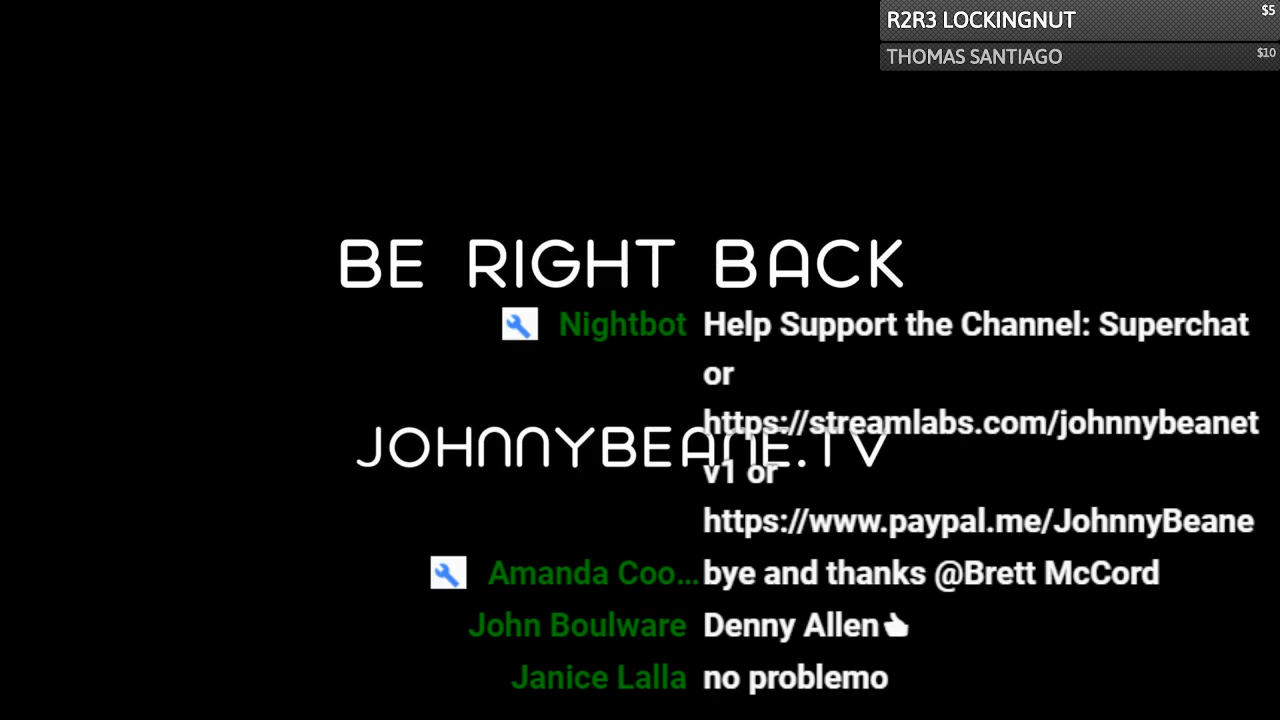 R2R3 LOCKINGNUT $5
THOMAS SANTIAGO $10
BE RIGHT BACK
Nightbot Help Support the Channel: Superchat
or
https://streamlabs.com/johnnybeanet
JOHNNYBEANE.TV
v1 or
https://www.paypal.me/JohnnyBeane
Amanda Coo... bye and thanks @Brett McCord
John Boulware Denny Allen
Janice Lalla no problemo